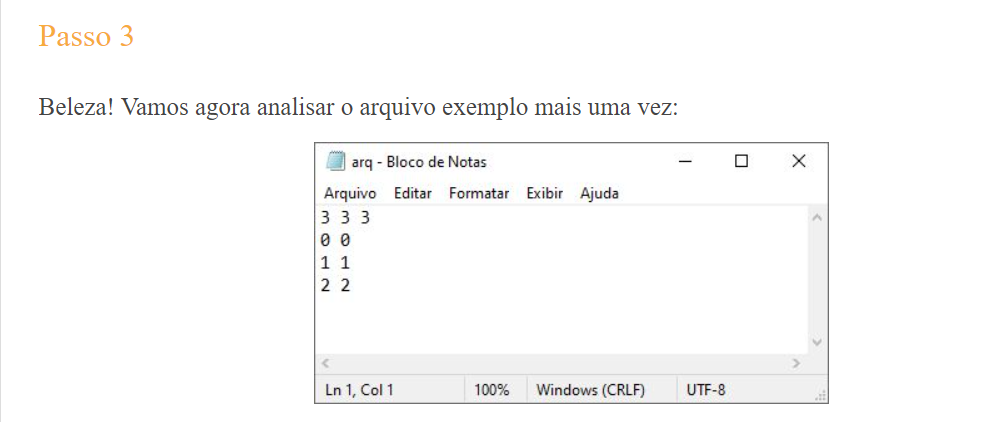 Passo 3
Beleza! Vamos agora analisar o arquivo exemplo mais uma vez:
arq - Bloco de Notas
Arquivo Editar Formatar Exibir Ajuda
3 3 3
0 0
1 1
2 2
Ln 1, Col 1 100% Windows (CRLF) UTF-8